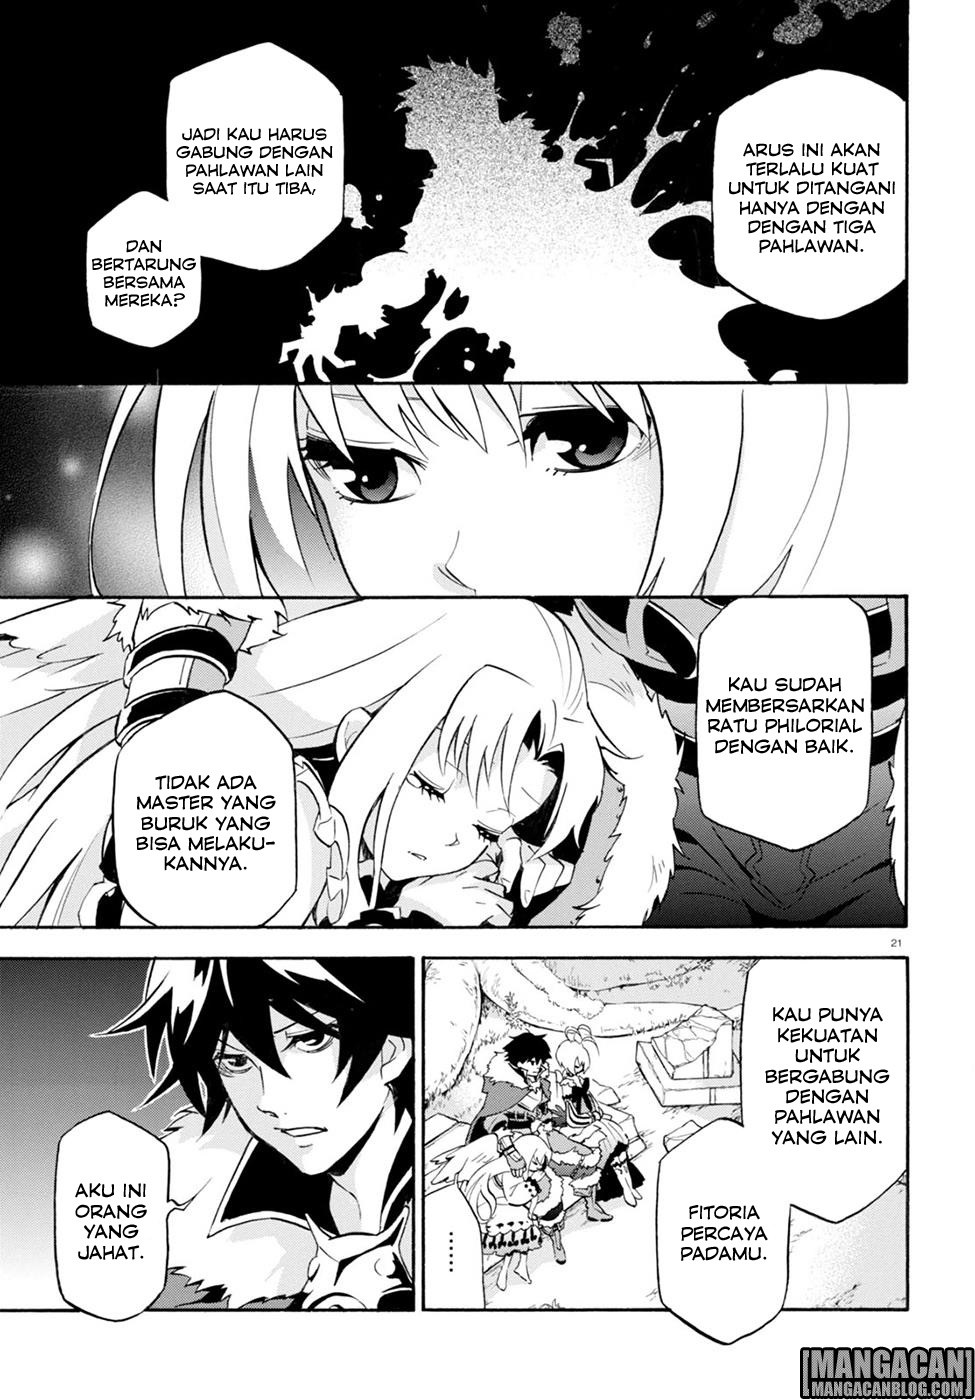 ARUS INI AKAN
TERLALU KUAT
UNTUK DITANGANI
HANYA DENGAN
DENGAN TIGA
PAHLAWAN.
JADI KAU HARUS
GABUNG DENGAN
PAHLAWAN LAIN
SAAT ITU TIBA,
DAN
BERTARUNG
BERSAMA
MEREKA?
KAU SUDAH
MEMBERSARKAN
RATU PHILORIAL
DENGAN BAIK.
TIDAK ADA
MASTER YANG
BURUK YANG
BISA MELAKU-
KANNYA.
21
KAU PUNYA
KEKUATAN
UNTUK
BERGABUNG
DENGAN
PAHLAWAN
YANG LAIN.
FITORIA
PERCAYA
PADAMU.
........
AKU INI
ORANG
YANG
JAHAT.
[MANGACAN]
MANGACANBLOG.COM